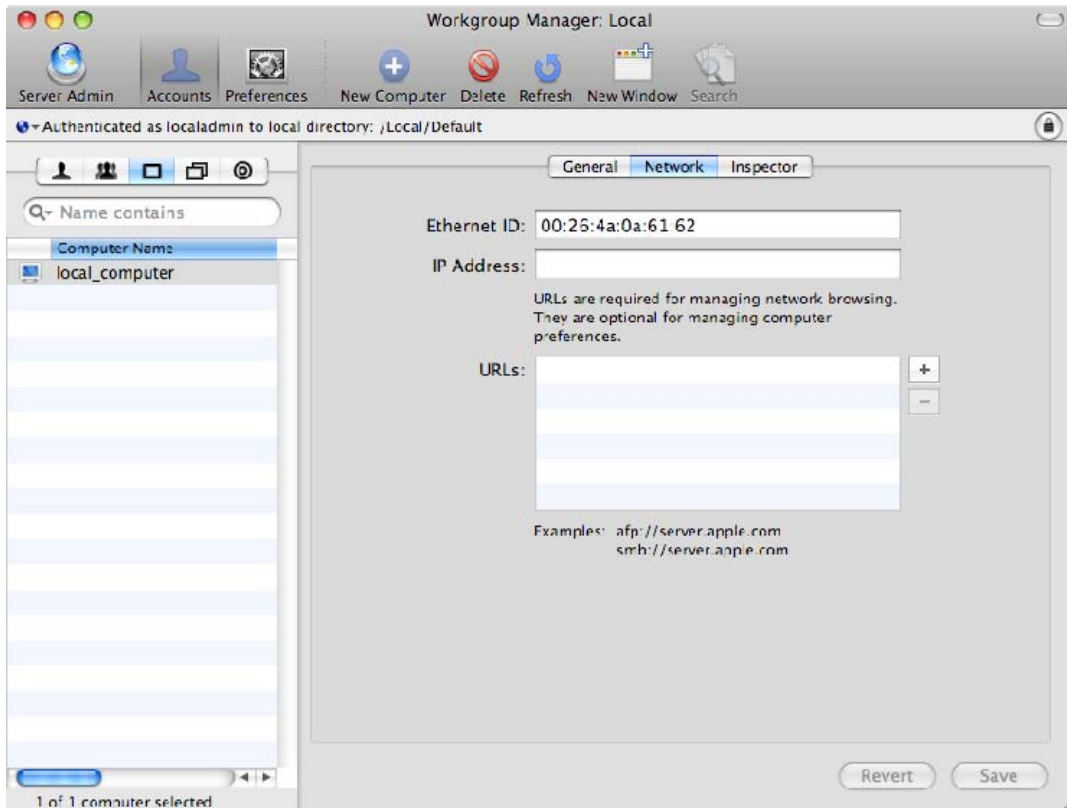 Workgroup Manager: Local
Server Admin Accounts Preferences New Computer Delete Refresh New Window Search
Authenticated as localadmin to local directory: /Local/Default
General Network Inspector
Name contains
Computer Name
local_computer
Ethernet ID: 00:26:4a:0a:61:62
IP Address:
URLs are required for managing network browsing.
They are optional for managing computer
preferences.
URLs:
+
−
Examples: afp://server.apple.com
smb://server.apple.com
Revert Save
1 of 1 computer selected